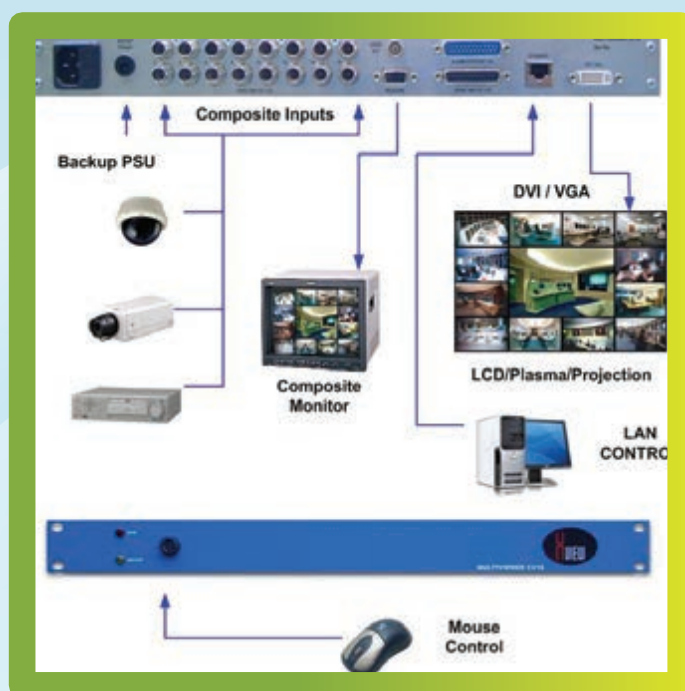 Composite Inputs
Backup PSU
DVI / VGA
Composite
Monitor
LCD/Plasma/Projection
LAN
CONTRO
Mouse
Control